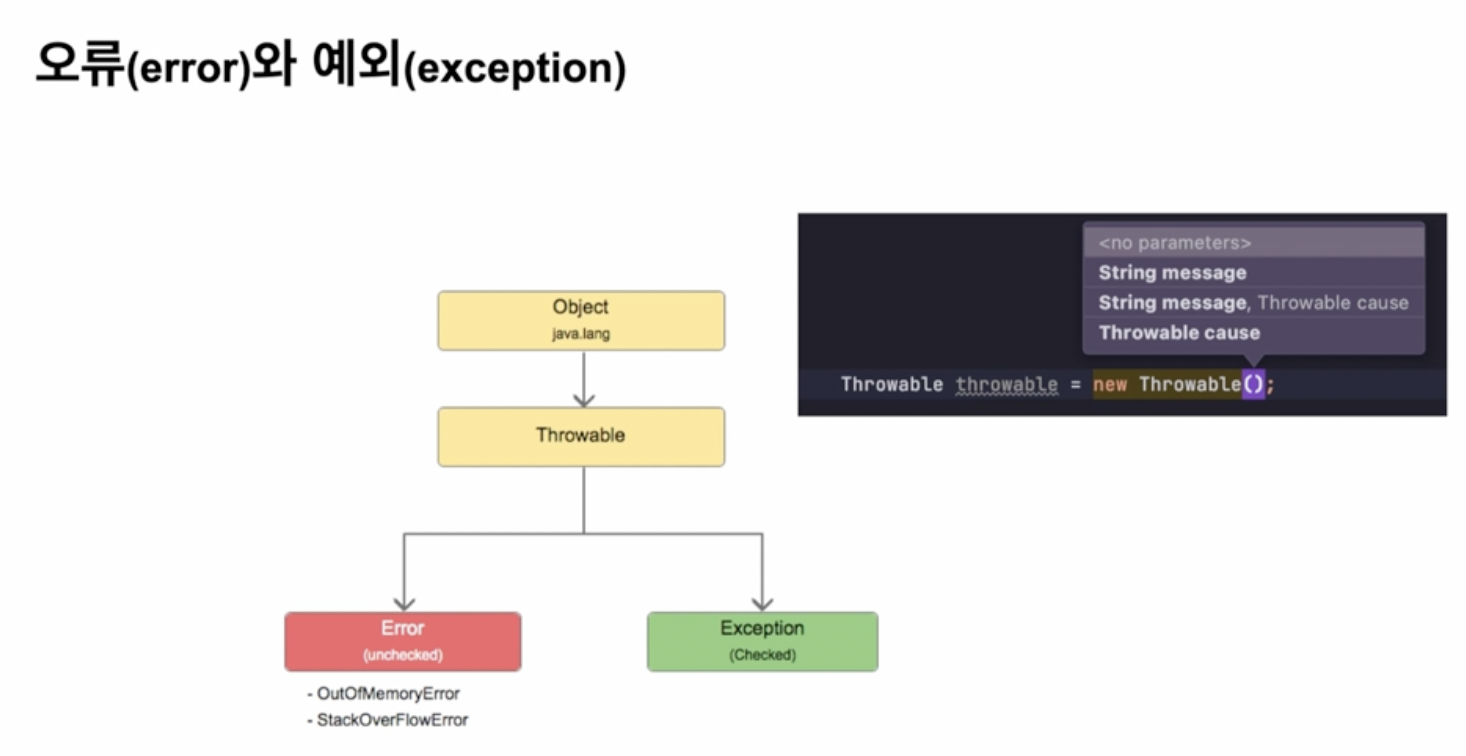 오류(error)와 예외(exception)
<no parameters>
String message
String message, Throwable cause
Throwable cause
Throwable throwable = new Throwable();
Object
java.lang
Throwable
Error
(unchecked)
- OutOfMemoryError
- StackOverFlowError
Exception
(Checked)